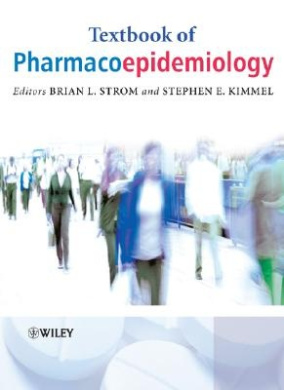 Textbook of
Pharmacoepidemiology
Editors BRIAN L. STROM and STEPHEN E. KIMMEL
WILEY